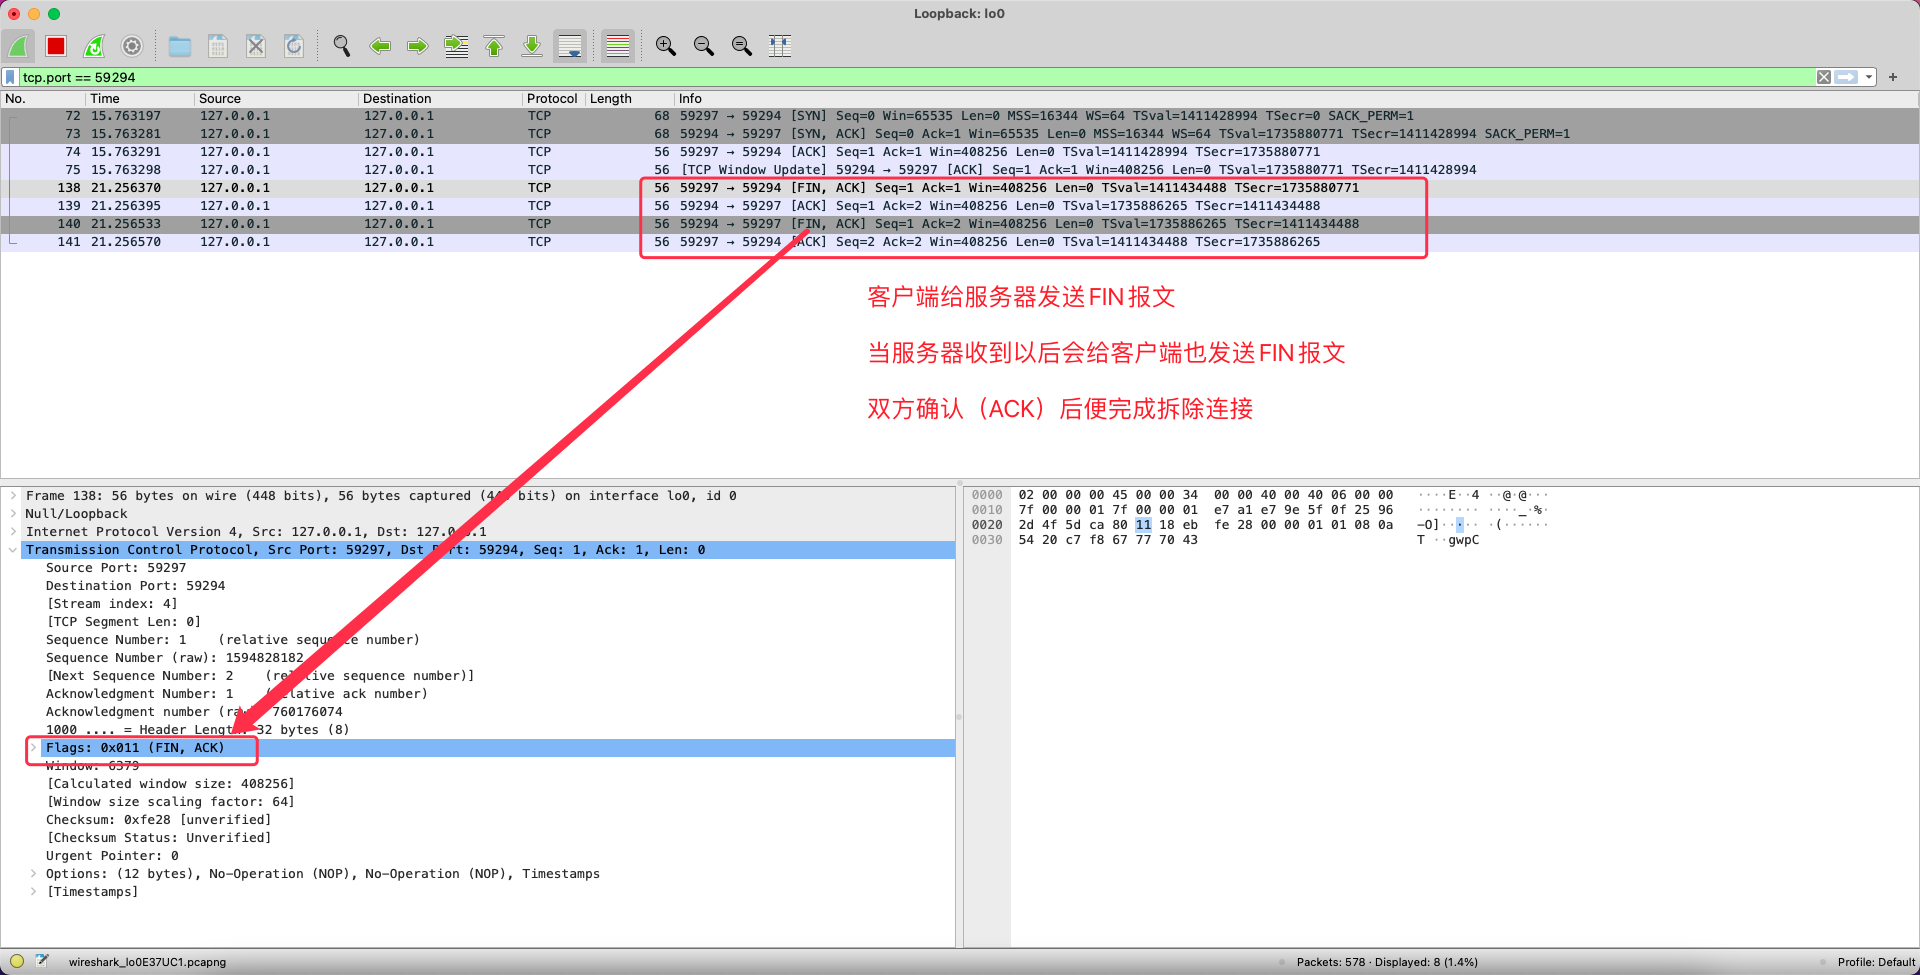 Loopback: lo0
tcp.port == 59294
No. Time Source Destination Protocol Length Info
72 15.763197 127.0.0.1 127.0.0.1 TCP 68 59297 → 59294 [SYN] Seq=0 Win=65535 Len=0 MSS=16344 WS=64 TSval=1411428994 TSecr=0 SACK_PERM=1
73 15.763281 127.0.0.1 127.0.0.1 TCP 68 59294 → 59297 [SYN, ACK] Seq=0 Ack=1 Win=65535 Len=0 MSS=16344 WS=64 TSval=1735880771 TSecr=1411428994 SACK_PERM=1
74 15.763291 127.0.0.1 127.0.0.1 TCP 56 59297 → 59294 [ACK] Seq=1 Ack=1 Win=408256 Len=0 TSval=1411428994 TSecr=1735880771
75 15.763298 127.0.0.1 127.0.0.1 TCP 56 [TCP Window Update] 59294 → 59297 [ACK] Seq=1 Ack=1 Win=408256 Len=0 TSval=1735880771 TSecr=1411428994
138 21.256370 127.0.0.1 127.0.0.1 TCP 56 59297 → 59294 [FIN, ACK] Seq=1 Ack=1 Win=408256 Len=0 TSval=1411434488 TSecr=1735880771
139 21.256395 127.0.0.1 127.0.0.1 TCP 56 59294 → 59297 [ACK] Seq=1 Ack=2 Win=408256 Len=0 TSval=1735886265 TSecr=1411434488
140 21.256533 127.0.0.1 127.0.0.1 TCP 56 59294 → 59297 [FIN, ACK] Seq=1 Ack=2 Win=408256 Len=0 TSval=1735886265 TSecr=1411434488
141 21.256570 127.0.0.1 127.0.0.1 TCP 56 59297 → 59294 [ACK] Seq=2 Ack=2 Win=408256 Len=0 TSval=1411434488 TSecr=1735886265
客户端给服务器发送FIN报文
当服务器收到以后会给客户端也发送FIN报文
双方确认（ACK）后便完成拆除连接
Frame 138: 56 bytes on wire (448 bits), 56 bytes captured (448 bits) on interface lo0, id 0
Null/Loopback
Internet Protocol Version 4, Src: 127.0.0.1, Dst: 127.0.0.1
Transmission Control Protocol, Src Port: 59297, Dst Port: 59294, Seq: 1, Ack: 1, Len: 0
Source Port: 59297
Destination Port: 59294
[Stream index: 4]
[TCP Segment Len: 0]
Sequence Number: 1 (relative sequence number)
Sequence Number (raw): 1594828182
[Next Sequence Number: 2 (relative sequence number)]
Acknowledgment Number: 1 (relative ack number)
Acknowledgment number (raw): 760176074
1000 .... = Header Length: 32 bytes (8)
Flags: 0x011 (FIN, ACK)
Window: 6379
[Calculated window size: 408256]
[Window size scaling factor: 64]
Checksum: 0xfe28 [unverified]
[Checksum Status: Unverified]
Urgent Pointer: 0
Options: (12 bytes), No-Operation (NOP), No-Operation (NOP), Timestamps
[Timestamps]
0000 02 00 00 00 45 00 00 34 00 00 40 00 40 06 00 00 ····E··4 ··@·@···
0010 7f 00 00 01 7f 00 00 01 e7 a1 e7 9e 5f 0f 25 96 ········ ····_·%·
0020 2d 4f 5d ca 80 11 18 eb fe 28 00 00 01 01 08 0a -O]····· ·(······
0030 54 20 c7 f8 67 77 70 43 T ··gwpC
wireshark_lo0E37UC1.pcapng
Packets: 578 · Displayed: 8 (1.4%)
Profile: Default